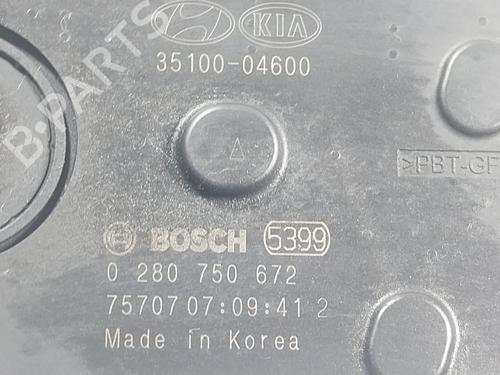 KIA
35100-04600
B-PARTS
>PBT-GF
BOSCH 5399
0 280 750 672
75707 07:09:41 2
Made in Korea